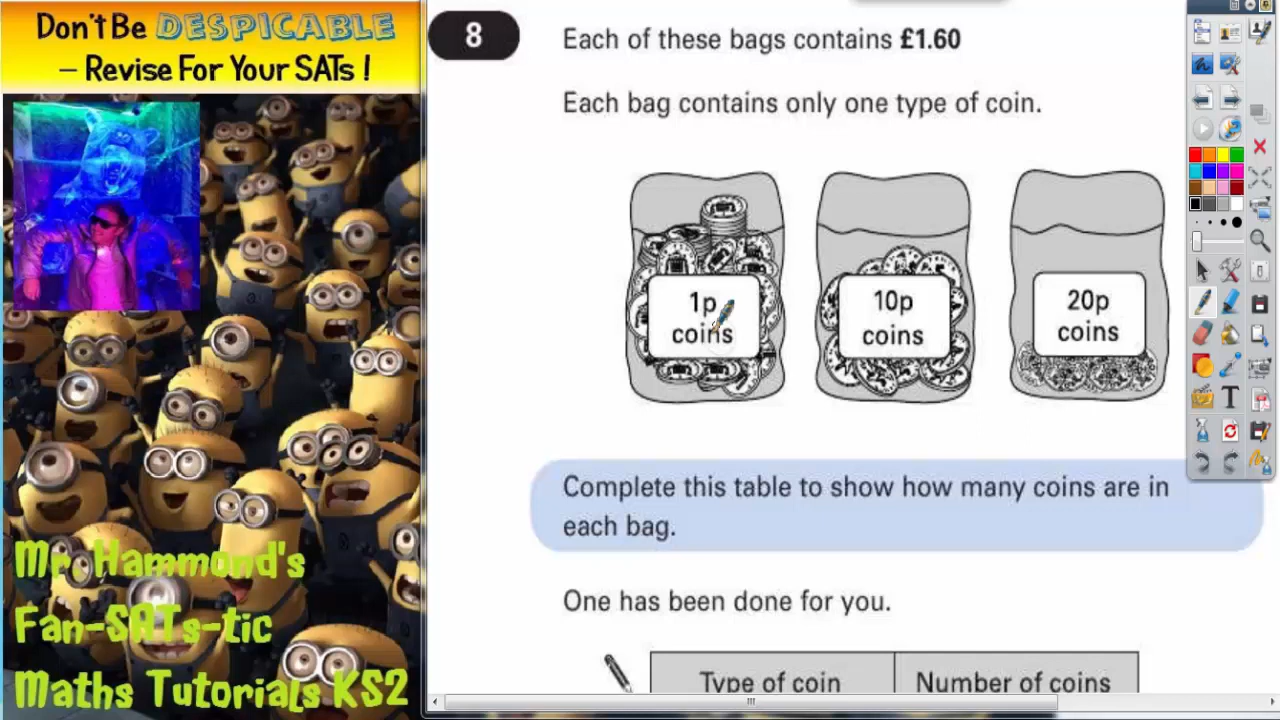 Don't Be DESPICABLE
– Revise For Your SATs !
Mr. Hammond's
Fan-SATs-tic
Maths Tutorials KS2
8
Each of these bags contains £1.60
Each bag contains only one type of coin.
1p
coins
10p
coins
20p
coins
Complete this table to show how many coins are in
each bag.
One has been done for you.
Type of coin
Number of coins